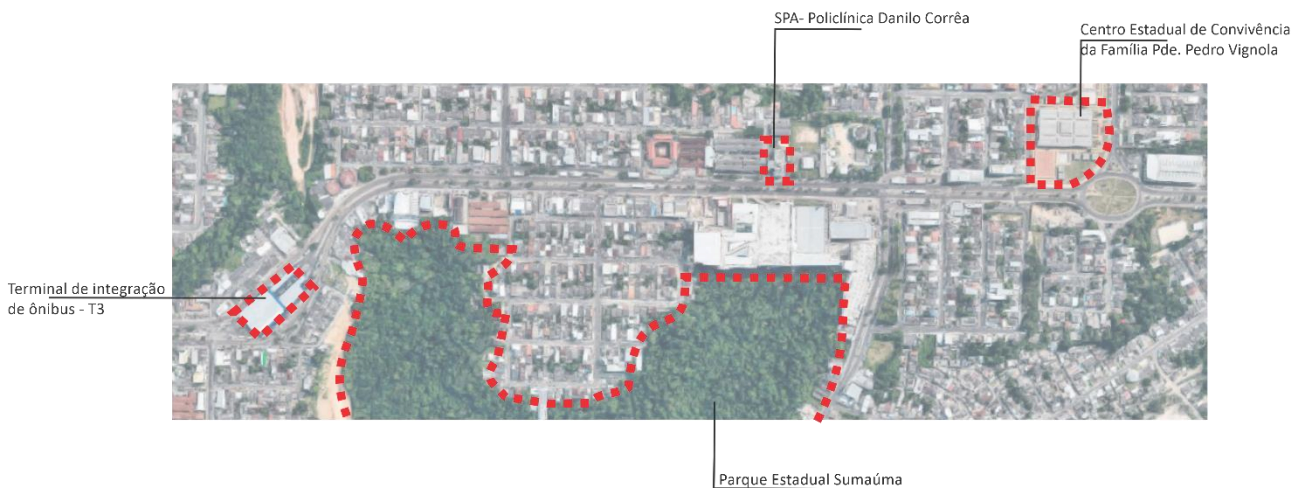 SPA- Policlínica Danilo Corrêa
Centro Estadual de Convivência
da Família Pde. Pedro Vignola
Terminal de integração
de ônibus - T3
Parque Estadual Sumaúma